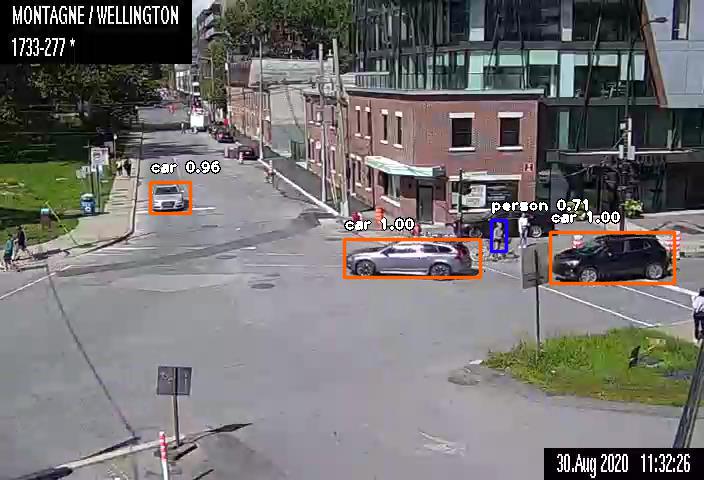 MONTAGNE / WELLINGTON
1733-277 *
car 0.96
person 0.71
car 1.00
car 1.00
30.Aug 2020 11:32:26